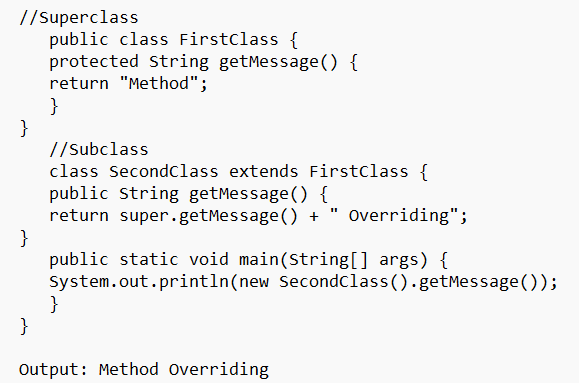 //Superclass
public class FirstClass {
protected String getMessage() {
return "Method";
}
}
//Subclass
class SecondClass extends FirstClass {
public String getMessage() {
return super.getMessage() + " Overriding";
}
public static void main(String[] args) {
System.out.println(new SecondClass().getMessage());
}
}
Output: Method Overriding